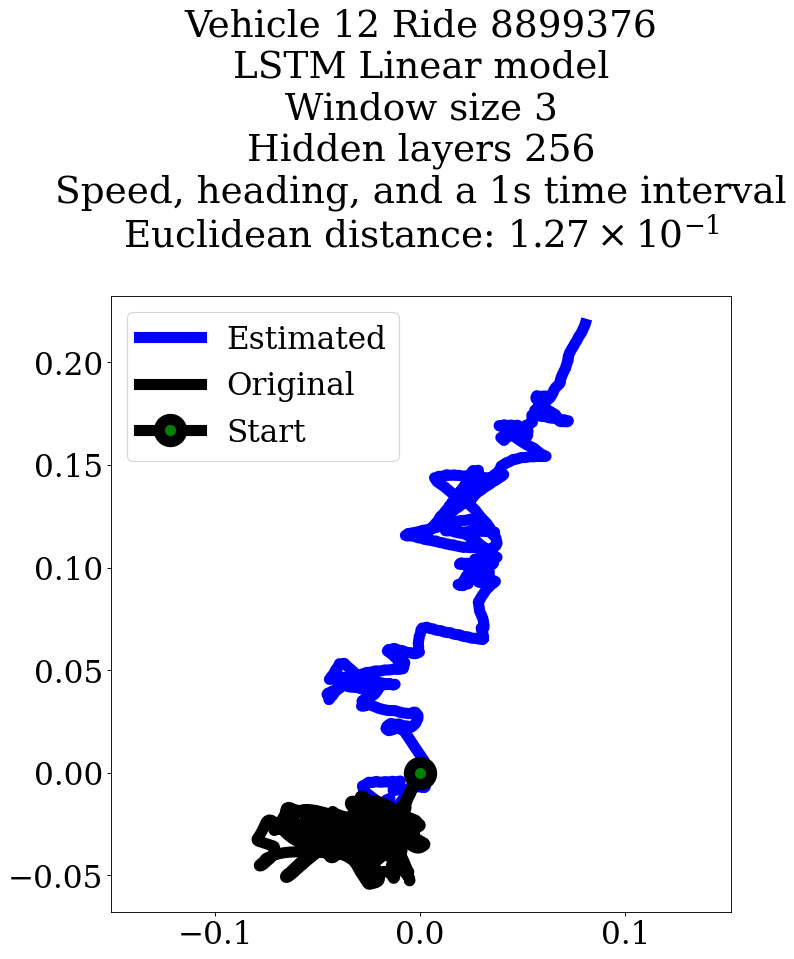 Vehicle 12 Ride 8899376
LSTM Linear model
Window size 3
Hidden layers 256
Speed, heading, and a 1s time interval
Euclidean distance: 1.27 × 10⁻¹
Estimated
Original
Start
0.20
0.15
0.10
0.05
0.00
−0.05
−0.1
0.0
0.1